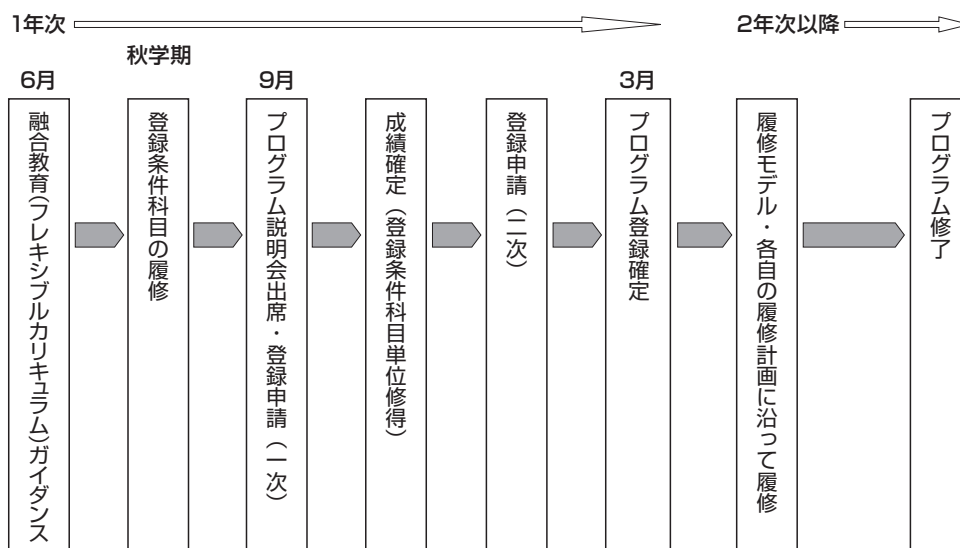 1年次
2年次以降
秋学期
6月
9月
3月
融合教育(フレキシブルカリキュラム)ガイダンス
登録条件科目の履修
プログラム説明会出席・登録申請(一次)
成績確定(登録条件科目単位修得)
登録申請(二次)
プログラム登録確定
履修モデル・各自の履修計画に沿って履修
プログラム修了